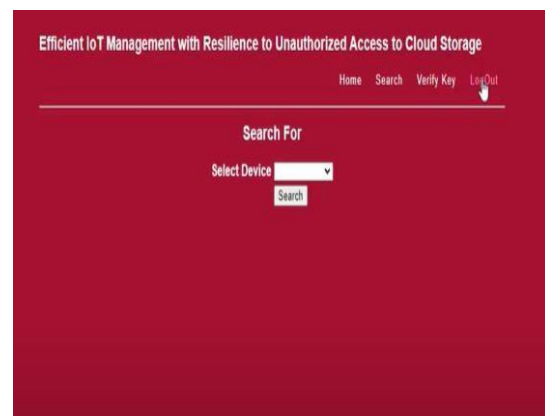 Efficient IoT Management with Resilience to Unauthorized Access to Cloud Storage
Home Search Verify Key LogOut
Search For
Select Device
Search